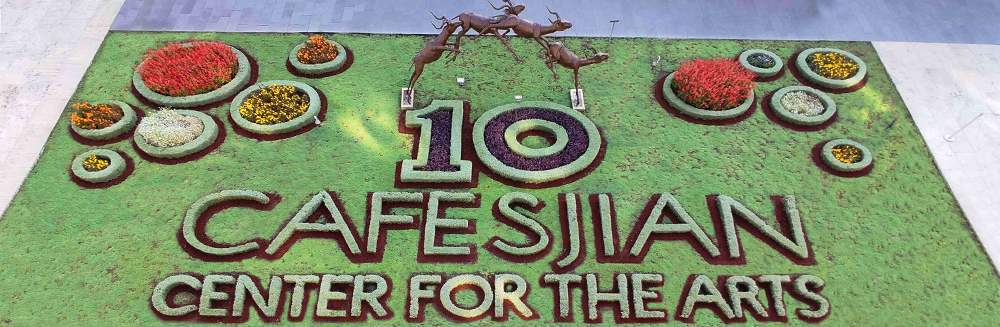 10
CAFESJIAN
CENTER FOR THE ARTS